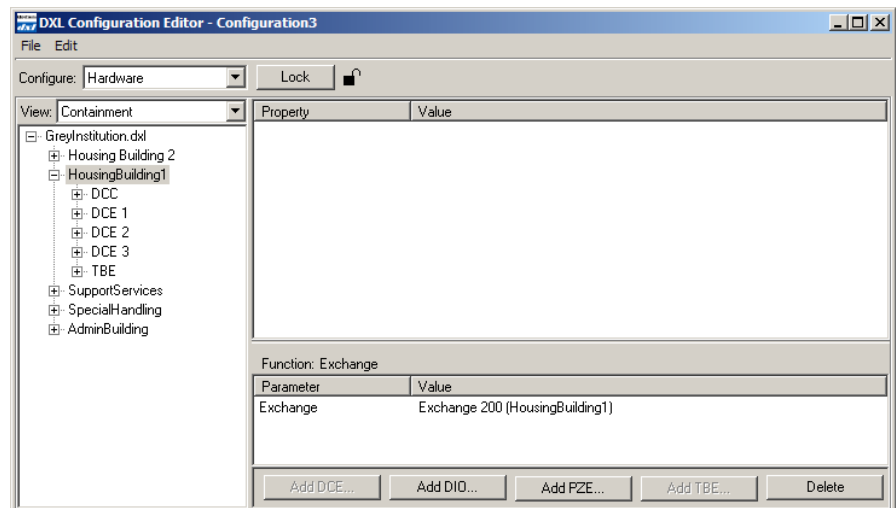 DXL Configuration Editor - Configuration3
File Edit
Configure: Hardware Lock
View: Containment Property Value
GreyInstitution.dxl
Housing Building 2
HousingBuilding1
DCC
DCE 1
DCE 2
DCE 3
TBE
SupportServices
SpecialHandling
AdminBuilding
Function: Exchange
Parameter Value
Exchange Exchange 200 (HousingBuilding1)
Add DCE... Add DIO... Add PZE... Add TBE... Delete